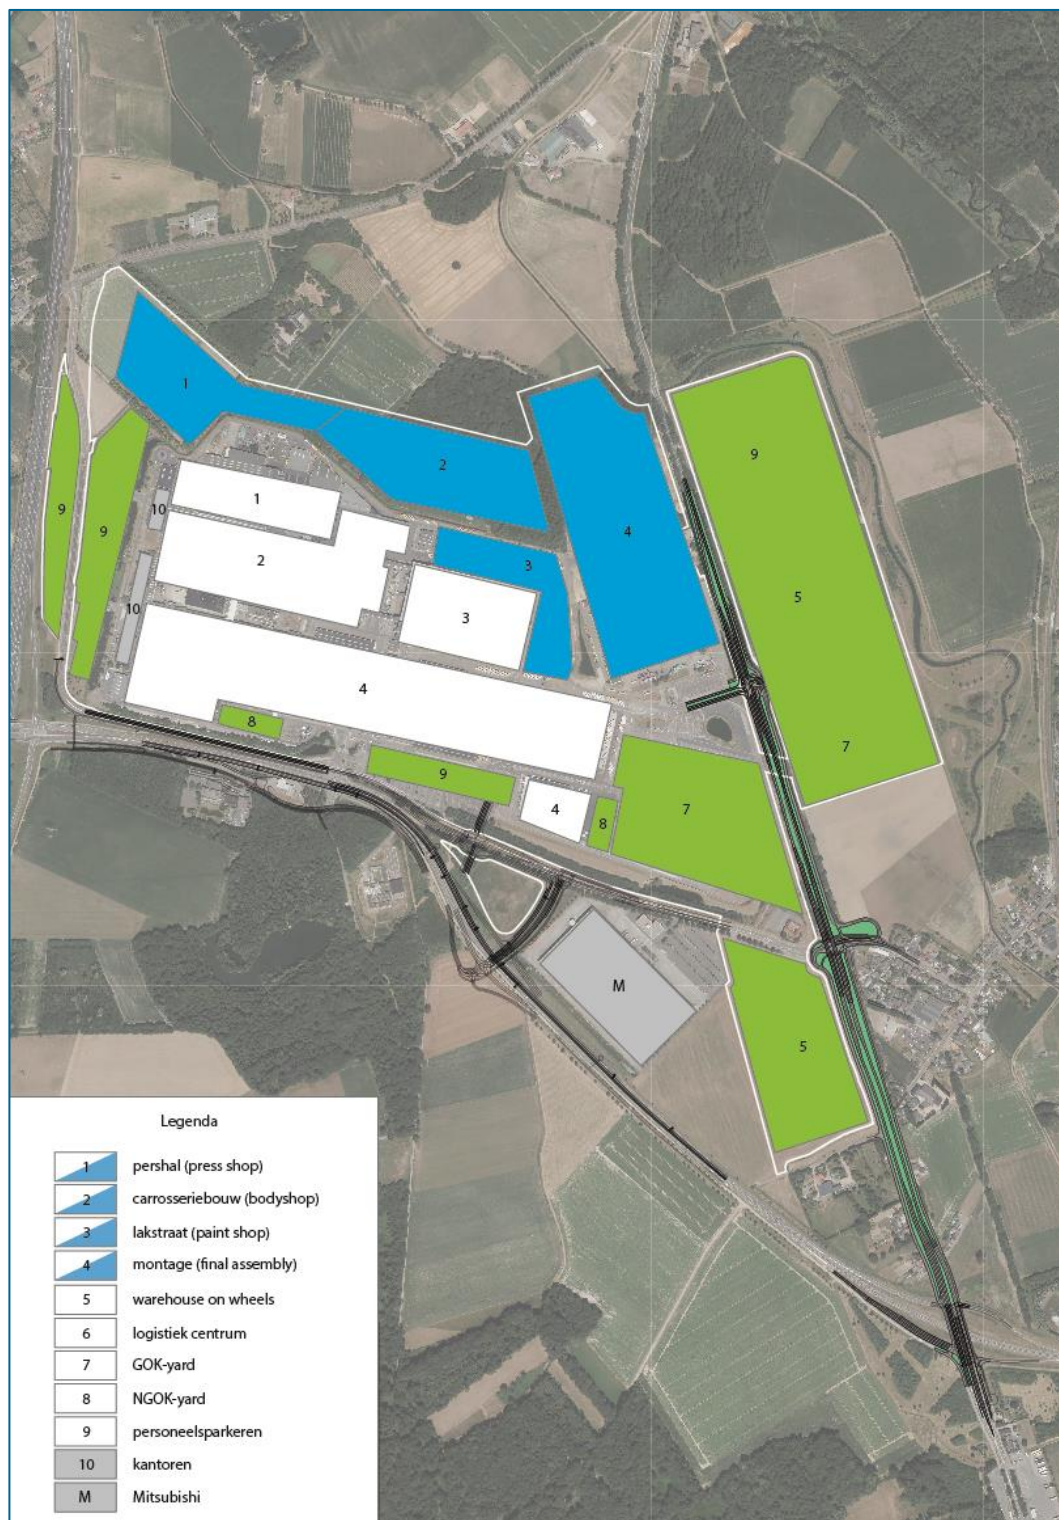 1
2
9
4
9
1
10
9
3
2
5
10
3
4
8
7
9
4
8
7
M
5
Legenda
1 pershal (press shop)
2 carrosseriebouw (bodyshop)
3 lakstraat (paint shop)
4 montage (final assembly)
5 warehouse on wheels
6 logistiek centrum
7 GOK-yard
8 NGOK-yard
9 personeelsparkeren
10 kantoren
M Mitsubishi